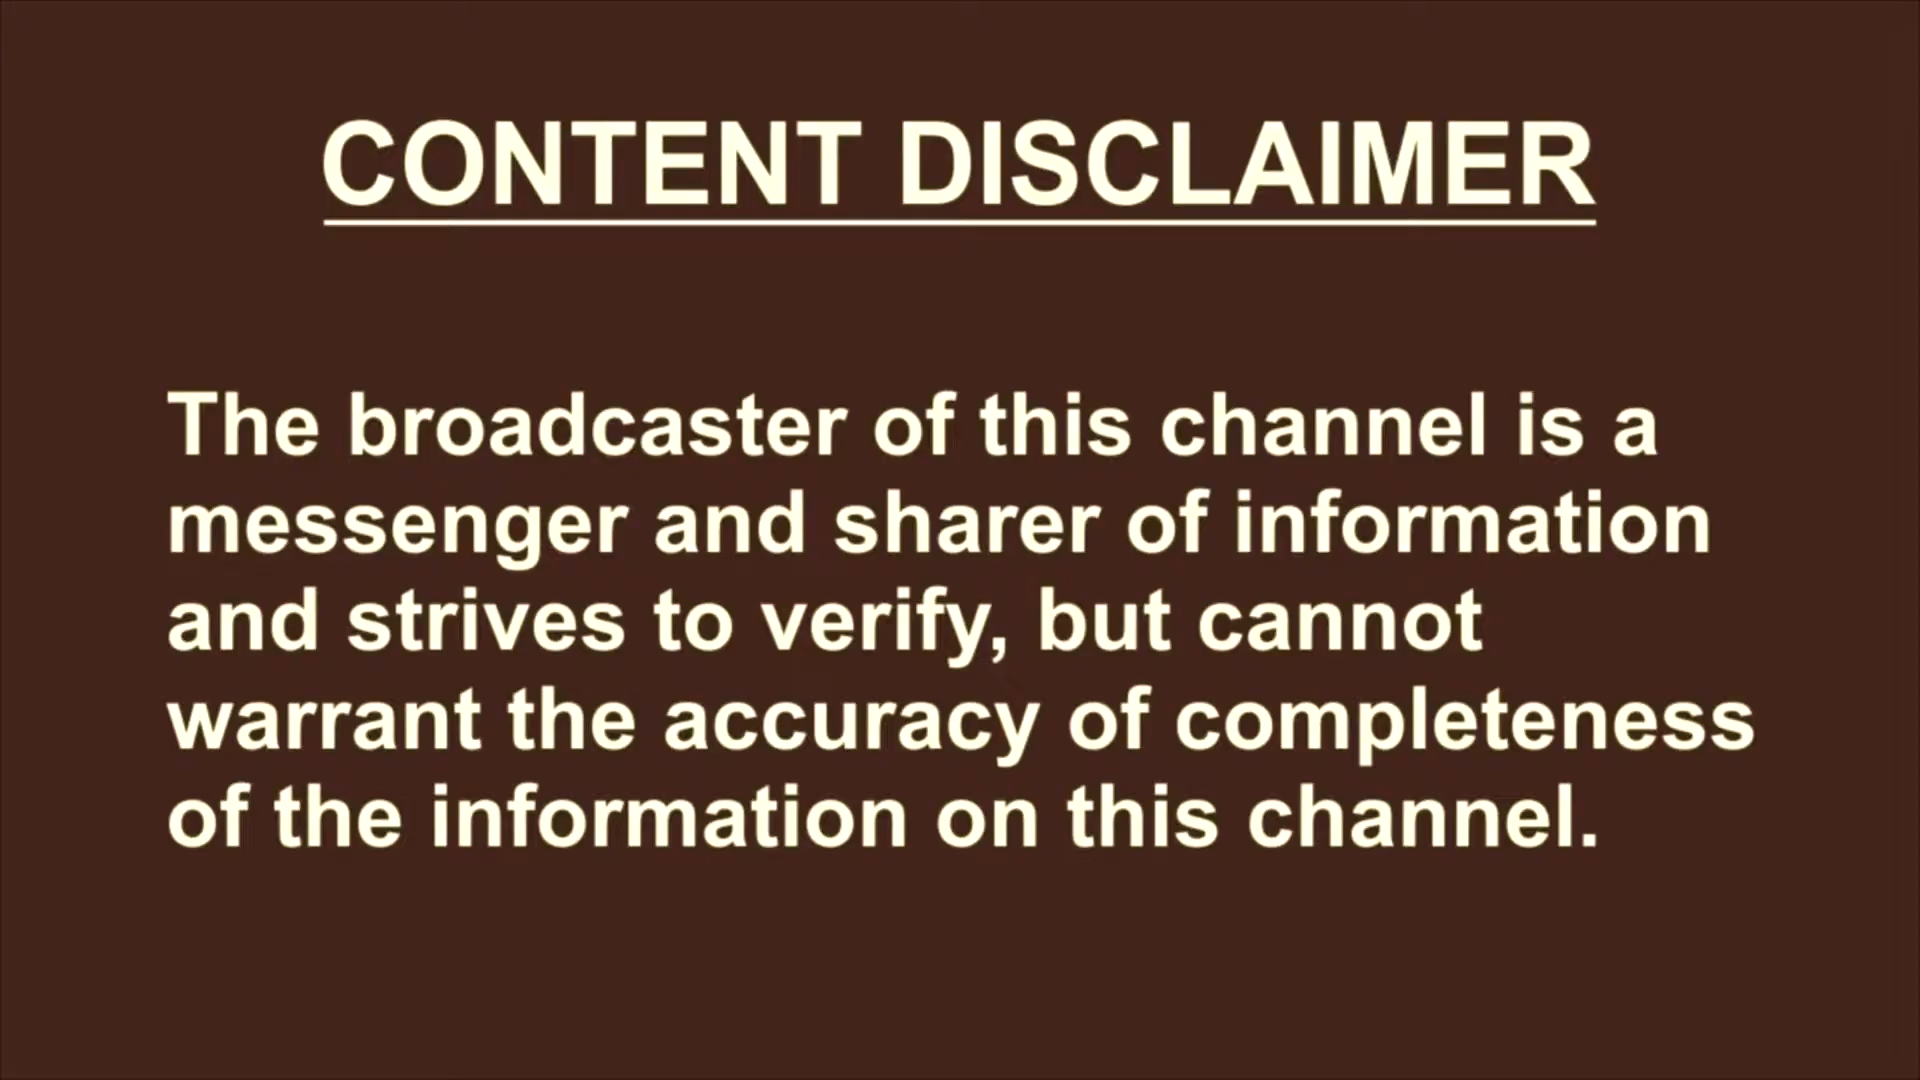 CONTENT DISCLAIMER
The broadcaster of this channel is a
messenger and sharer of information
and strives to verify, but cannot
warrant the accuracy of completeness
of the information on this channel.